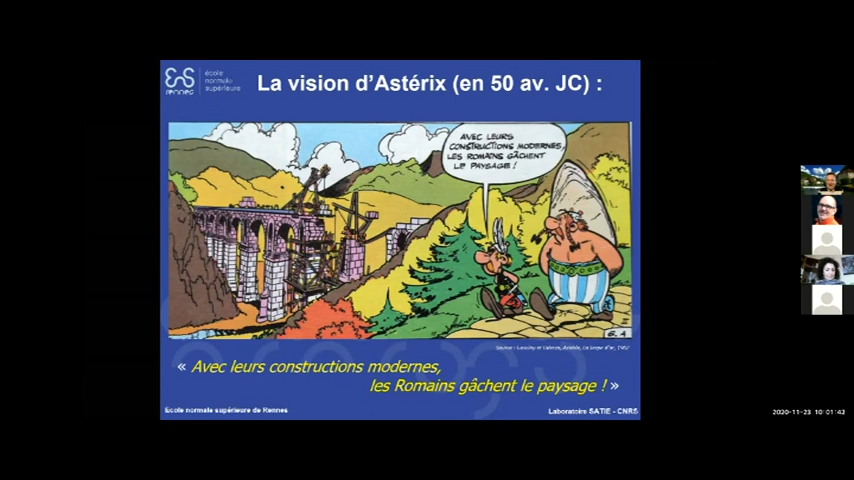 école
normale
supérieure
RENNES
La vision d'Astérix (en 50 av. JC) :
AVEC LEURS
CONSTRUCTIONS MODERNES,
LES ROMAINS GÂCHENT
LE PAYSAGE !
« Avec leurs constructions modernes,
les Romains gâchent le paysage ! »
Ecole normale supérieure de Rennes
Laboratoire SATIE - CNRS
2020-11-23 10:01:42